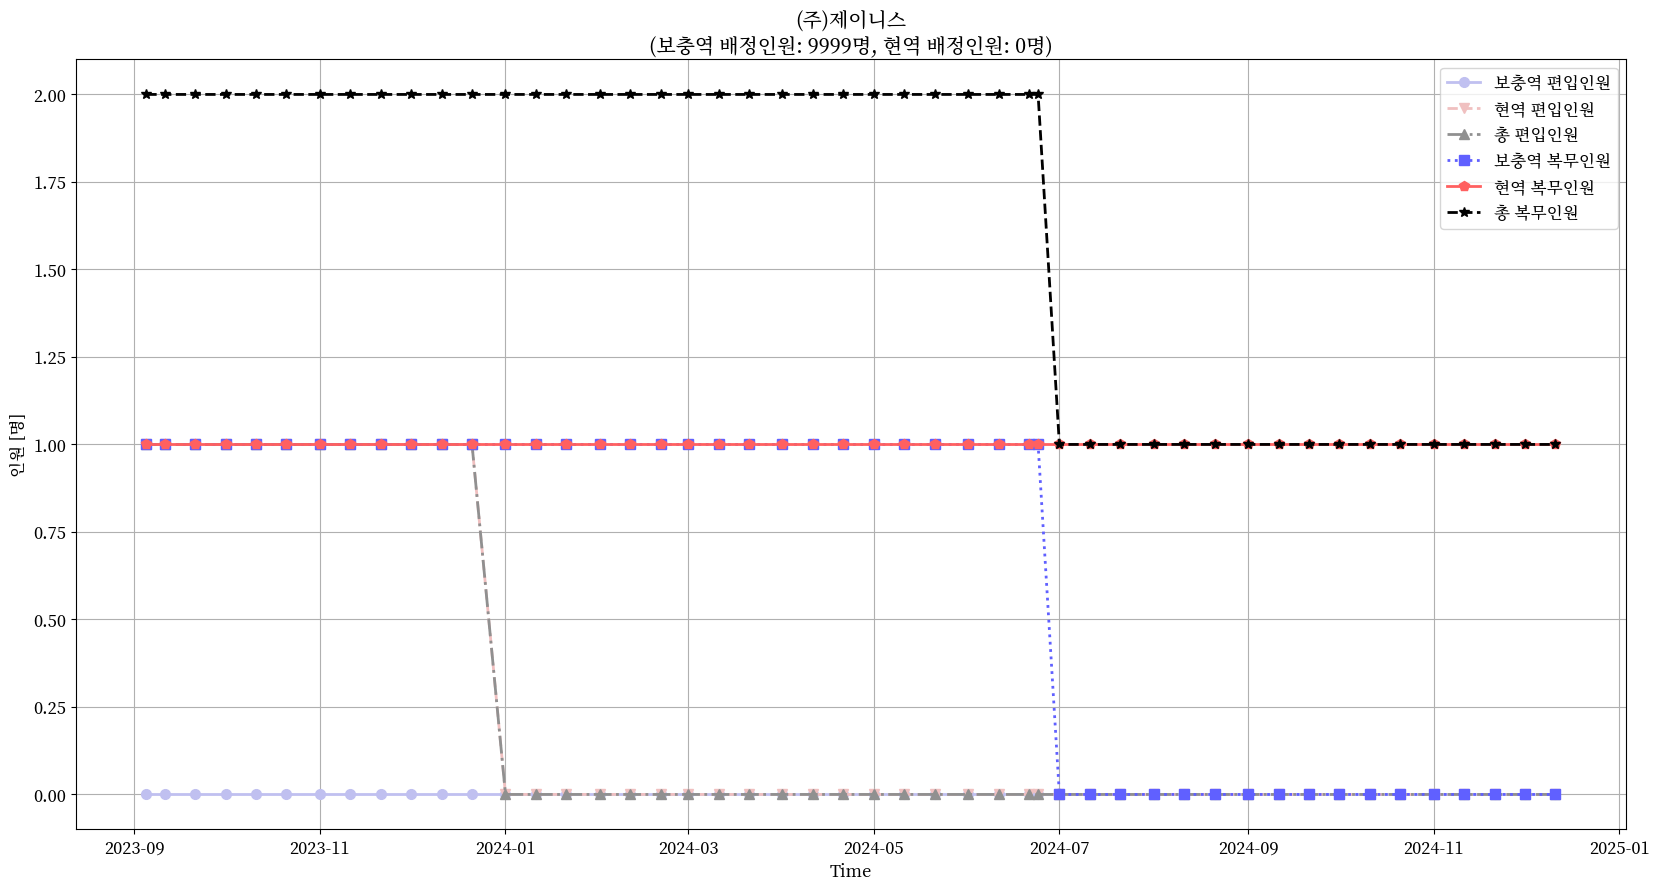 (주)제이니스
(보충역 배정인원: 9999명, 현역 배정인원: 0명)
보충역 편입인원
현역 편입인원
총 편입인원
보충역 복무인원
현역 복무인원
총 복무인원
인원 [명]
2.00
1.75
1.50
1.25
1.00
0.75
0.50
0.25
0.00
2023-09 2023-11 2024-01 2024-03 2024-05 2024-07 2024-09 2024-11 2025-01
Time